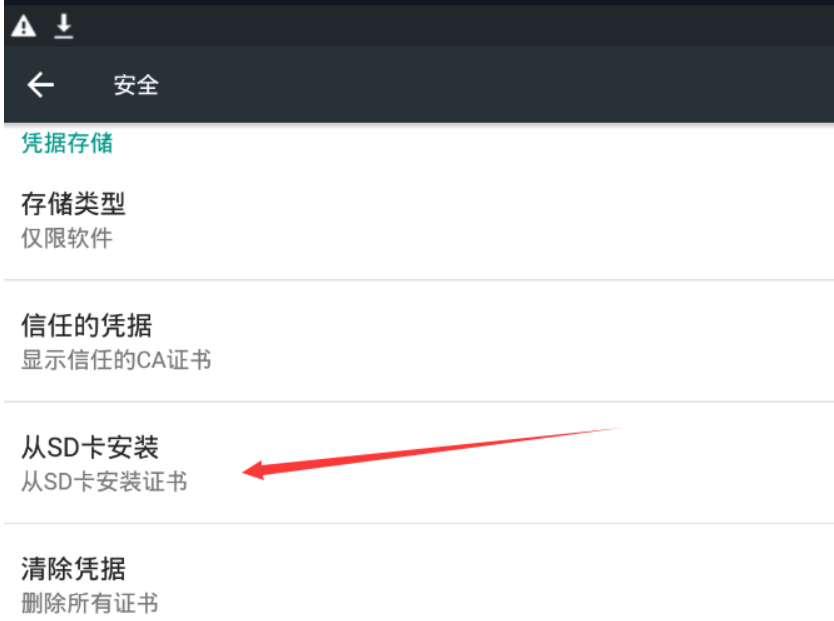 安全
凭据存储
存储类型
仅限软件
信任的凭据
显示信任的CA证书
从SD卡安装
从SD卡安装证书
清除凭据
删除所有证书